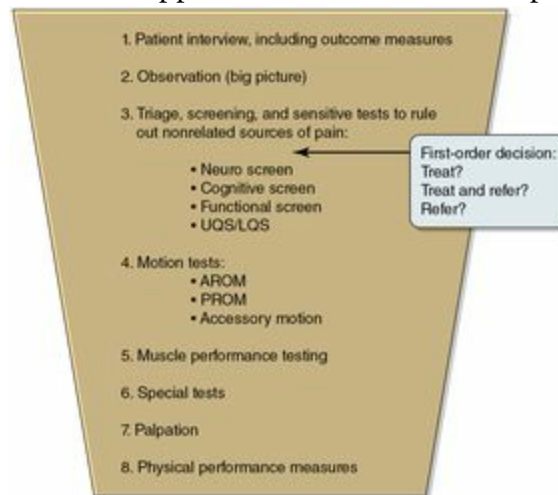 1. Patient interview, including outcome measures
2. Observation (big picture)
3. Triage, screening, and sensitive tests to rule
out nonrelated sources of pain:
• Neuro screen
• Cognitive screen
• Functional screen
• UQS/LQS
First-order decision:
Treat?
Treat and refer?
Refer?
4. Motion tests:
• AROM
• PROM
• Accessory motion
5. Muscle performance testing
6. Special tests
7. Palpation
8. Physical performance measures